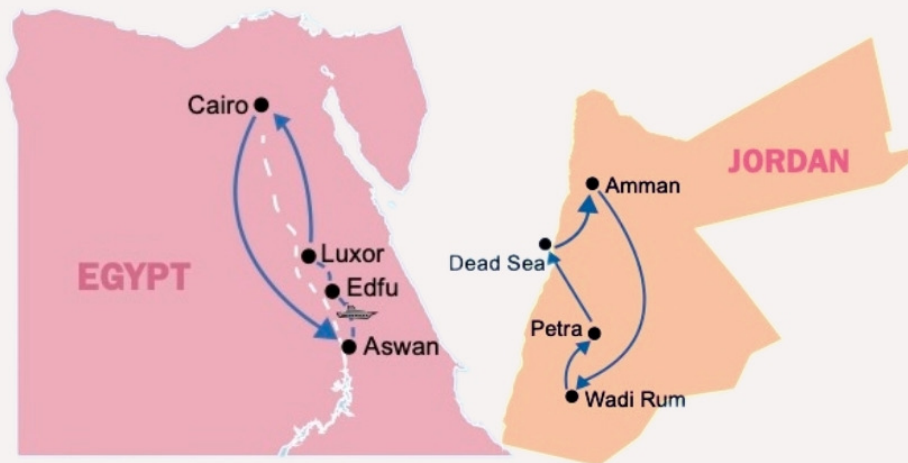 Cairo
Luxor
EGYPT
Edfu
Aswan
JORDAN
Amman
Dead Sea
Petra
Wadi Rum